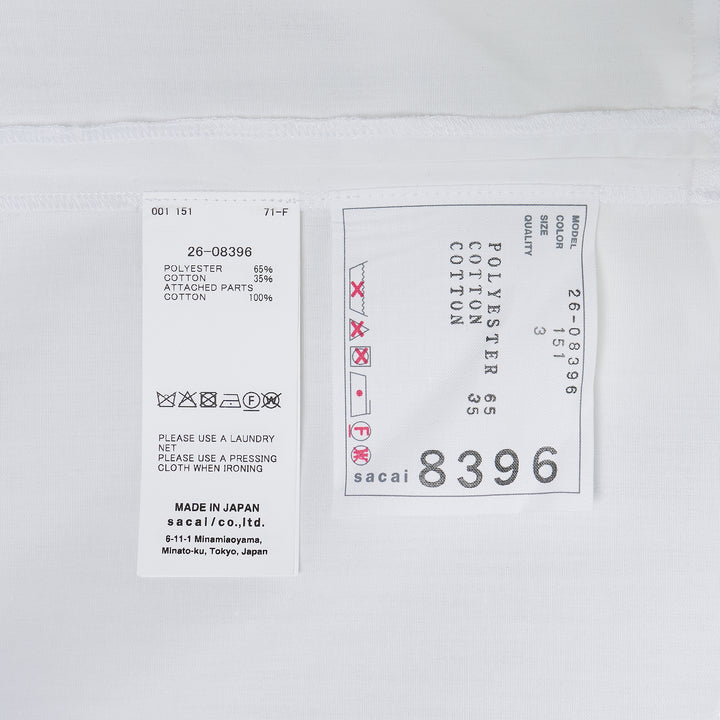 001 151 71-F
26-08396
POLYESTER 65%
COTTON 35%
ATTACHED PARTS
COTTON 100%
F W
PLEASE USE A LAUNDRY
NET
PLEASE USE A PRESSING
CLOTH WHEN IRONING
MADE IN JAPAN
sacai/co.,ltd.
6-11-1 Minamiaoyama,
Minato-ku, Tokyo, Japan
MODEL 26-08396
COLOR 151
SIZE 3
QUALITY
POLYESTER 65
COTTON 35
COTTON
F W
sacai 8396